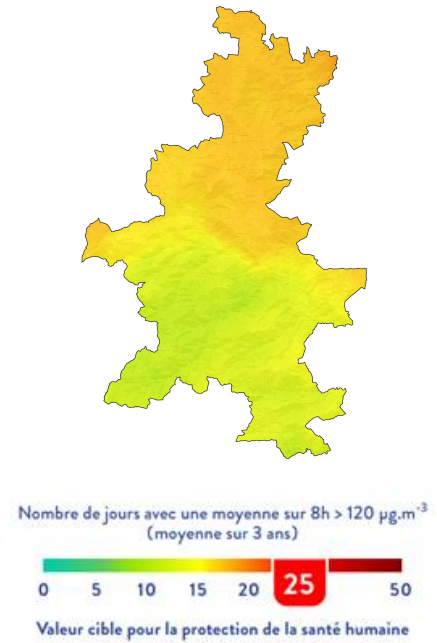 Nombre de jours avec une moyenne sur 8h > 120 µg.m⁻³
(moyenne sur 3 ans)
0 5 10 15 20 25 50
Valeur cible pour la protection de la santé humaine